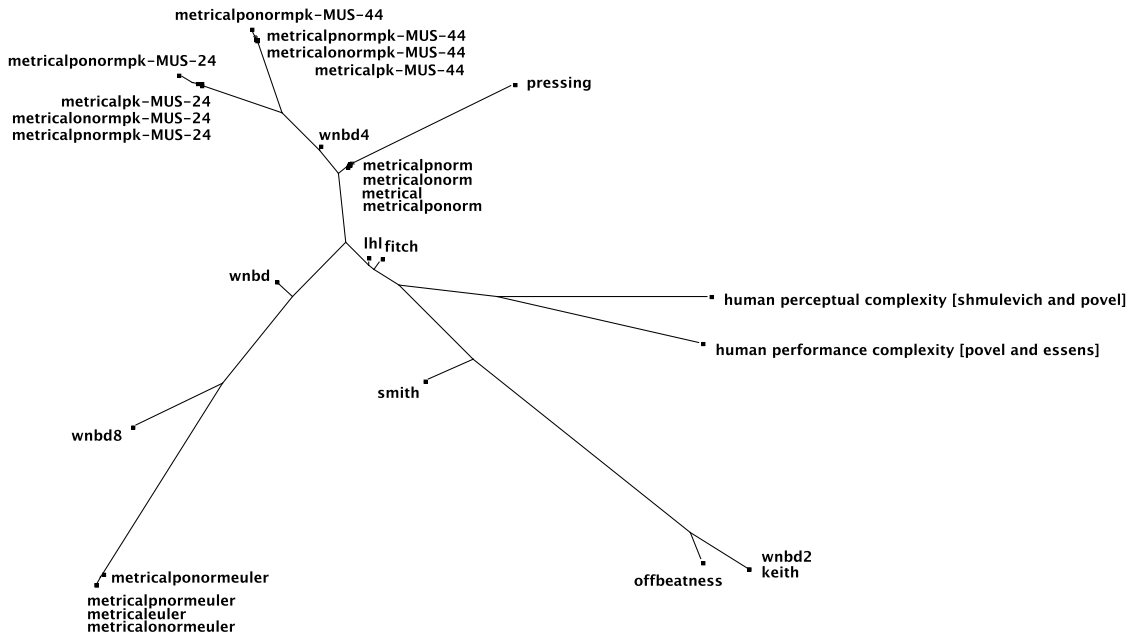 metricalponormpk-MUS-44
metricalpnormpk-MUS-44
metricalonormpk-MUS-44
metricalpk-MUS-44
metricalponormpk-MUS-24
metricalpk-MUS-24
metricalonormpk-MUS-24
metricalpnormpk-MUS-24
pressing
wnbd4
metricalpnorm
metricalonorm
metrical
metricalponorm
lhl fitch
wnbd
human perceptual complexity [shmulevich and povel]
human performance complexity [povel and essens]
smith
wnbd8
wnbd2
keith
offbeatness
metricalponormeuler
metricalpnormeuler
metricaleuler
metricalonormeuler